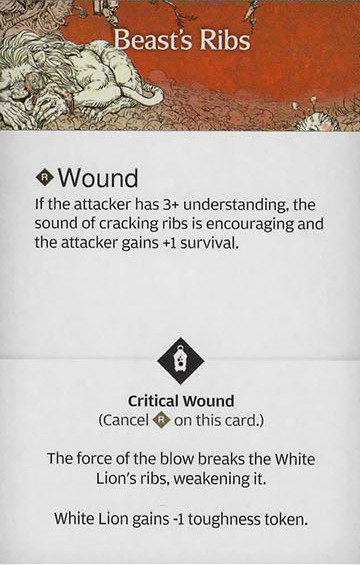 Beast's Ribs
R Wound
If the attacker has 3+ understanding, the
sound of cracking ribs is encouraging and
the attacker gains +1 survival.
Critical Wound
(Cancel R on this card.)
The force of the blow breaks the White
Lion's ribs, weakening it.
White Lion gains -1 toughness token.